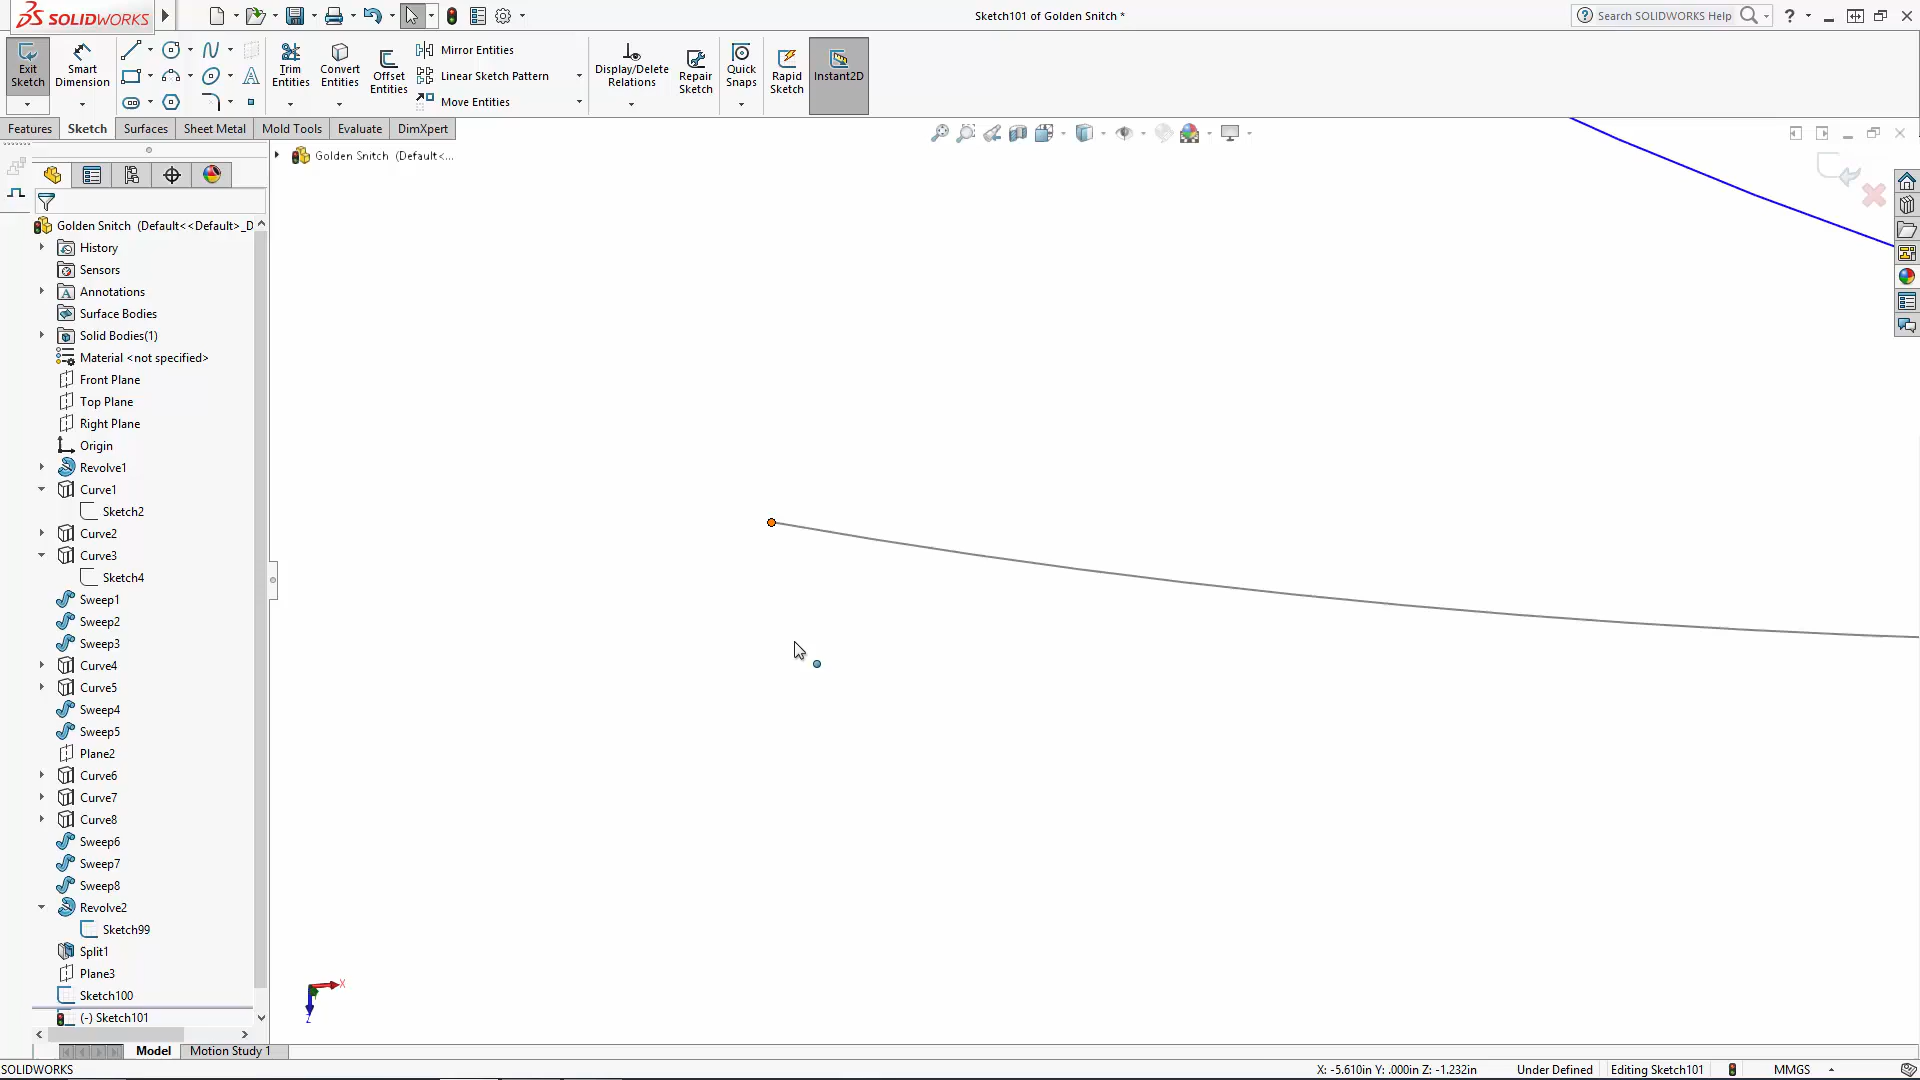 SOLIDWORKS
Sketch101 of Golden Snitch *
Search SOLIDWORKS Help
?
Exit Sketch
Smart Dimension
A
Trim Entities
Convert Entities
Offset Entities
Mirror Entities
Linear Sketch Pattern
Move Entities
Display/Delete Relations
Repair Sketch
Quick Snaps
Rapid Sketch
Instant2D
Features
Sketch
Surfaces
Sheet Metal
Mold Tools
Evaluate
DimXpert
Golden Snitch (Default<...
Golden Snitch (Default<<Default>_D
History
Sensors
Annotations
Surface Bodies
Solid Bodies(1)
Material <not specified>
Front Plane
Top Plane
Right Plane
Origin
Revolve1
Curve1
Sketch2
Curve2
Curve3
Sketch4
Sweep1
Sweep2
Sweep3
Curve4
Curve5
Sweep4
Sweep5
Plane2
Curve6
Curve7
Curve8
Sweep6
Sweep7
Sweep8
Revolve2
Sketch99
Split1
Plane3
Sketch100
(-) Sketch101
X
Z
Model
Motion Study 1
SOLIDWORKS
X: -5.610in Y: .000in Z: -1.232in
Under Defined
Editing Sketch101
MMGS